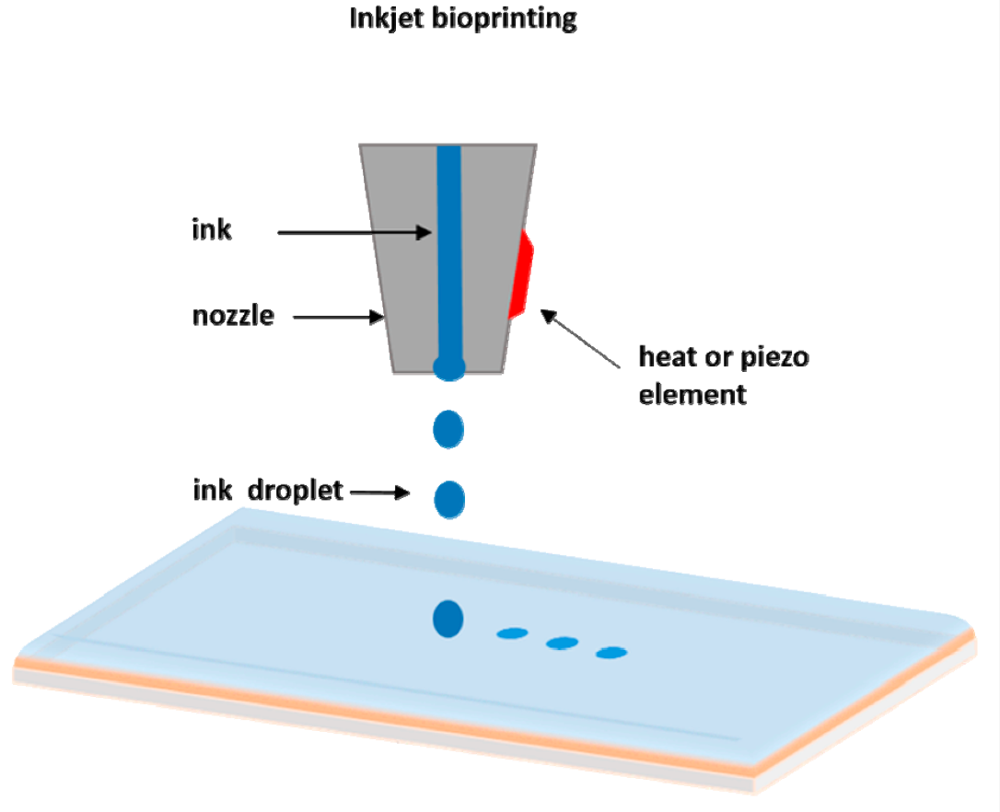 Inkjet bioprinting
ink
nozzle
heat or piezo
element
ink droplet